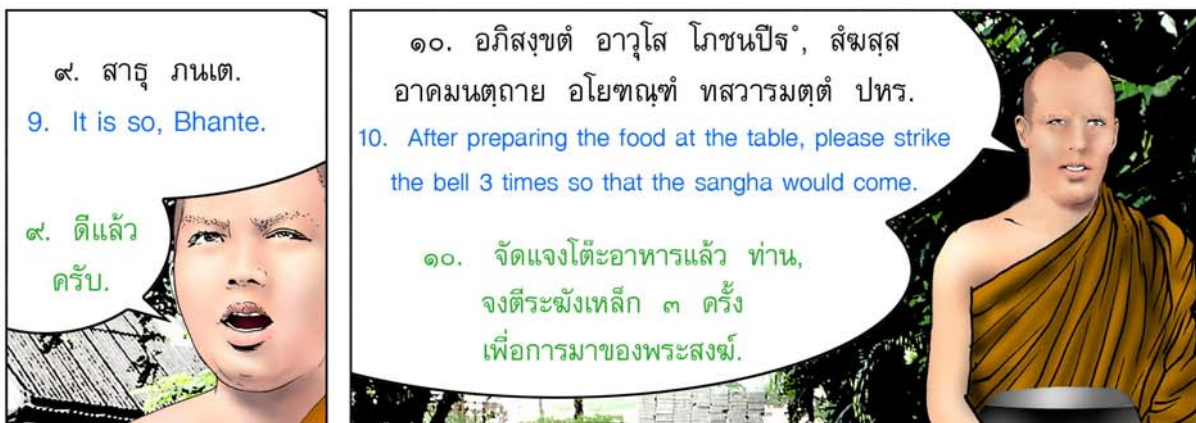 ๙. สาธุ ภนเต.
9. It is so, Bhante.
๙. ดีแล้ว
ครับ.
๑๐. อภิสงฺขตํ อาวุโส โภชนปีฐํ, สํฆสฺส
อาคมนตฺถาย อโยฑณฺฑํ ทสวารมตฺตํ ปหร.
10. After preparing the food at the table, please strike
the bell 3 times so that the sangha would come.
๑๐. จัดแจงโต๊ะอาหารแล้ว ท่าน,
จงตีระฆังเหล็ก ๓ ครั้ง
เพื่อการมาของพระสงฆ์.